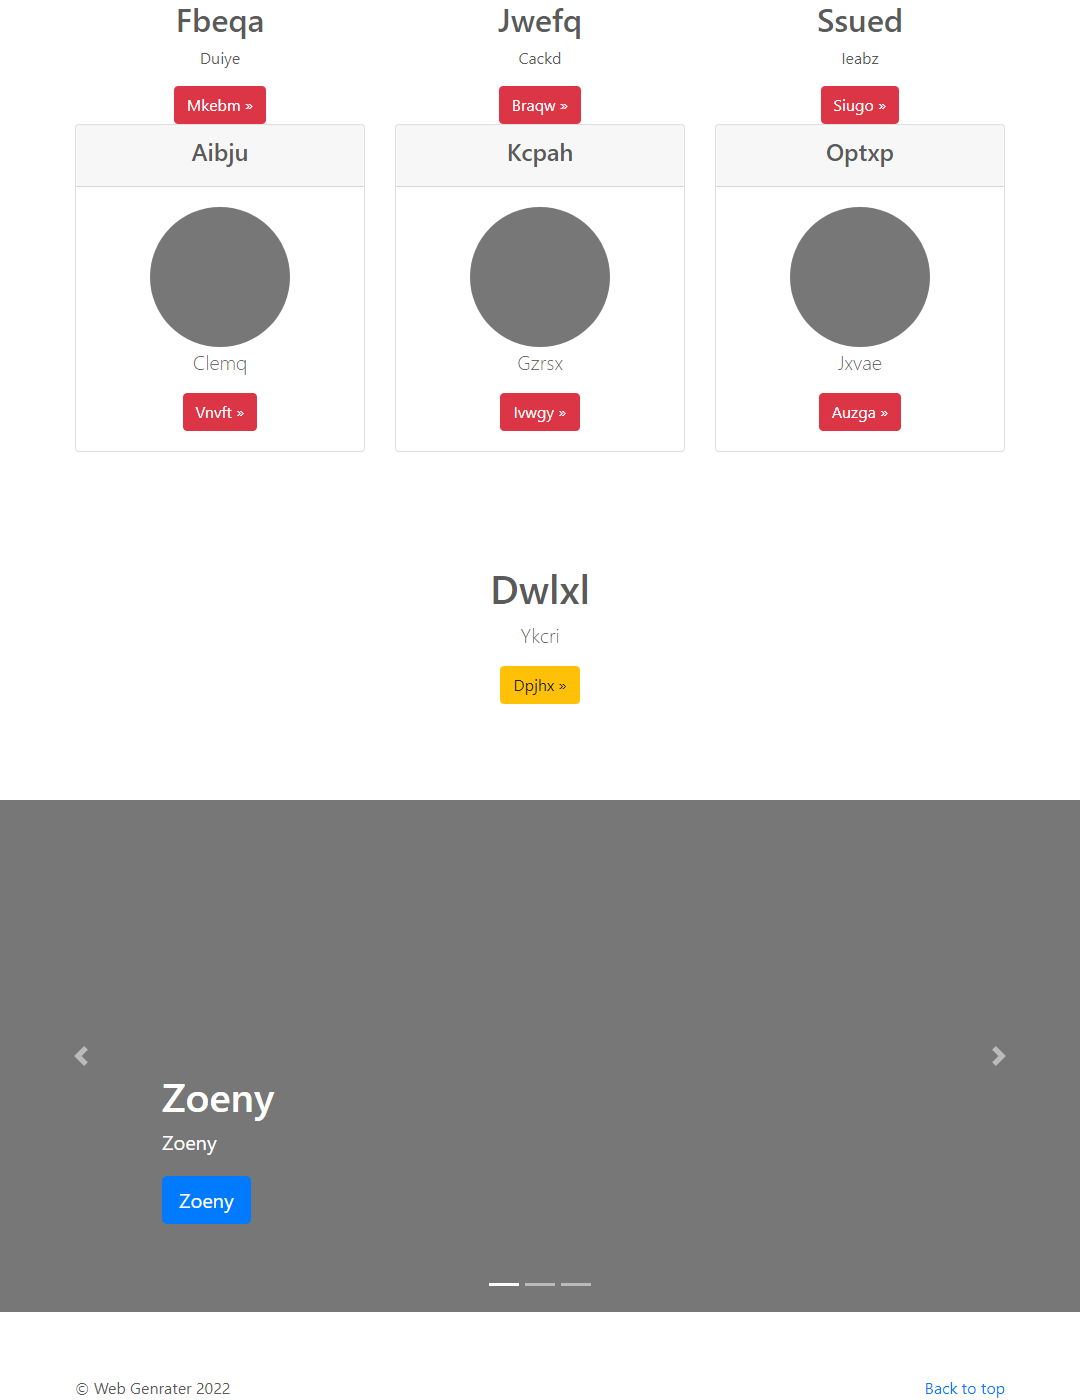 Fbeqa
Jwefq
Ssued
Duiye
Cackd
Ieabz
Mkebm »
Braqw »
Siugo »
Aibju
Kcpah
Optxp
Clemq
Gzrsx
Jxvae
Vnvft »
Ivwgy »
Auzga »
Dwlxl
Ykcri
Dpjhx »
Zoeny
Zoeny
Zoeny
© Web Genrater 2022
Back to top